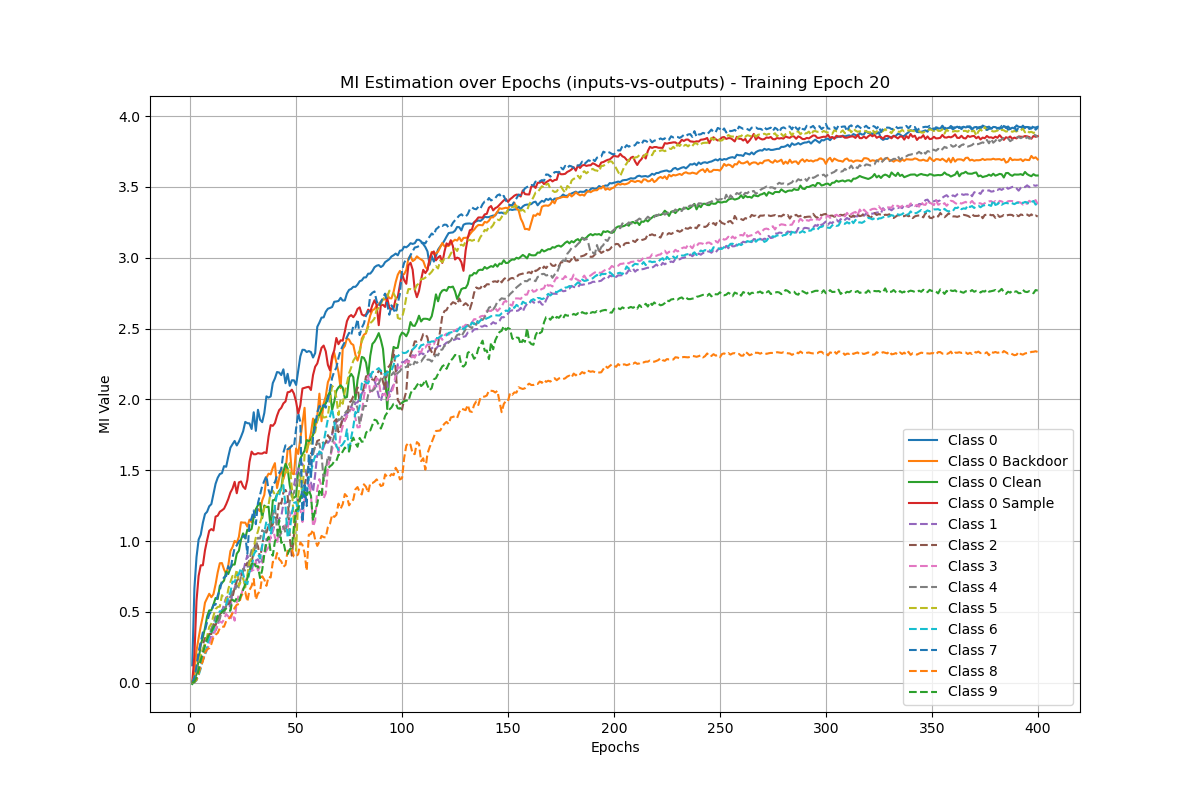 MI Estimation over Epochs (inputs-vs-outputs) - Training Epoch 20
4.0
3.5
3.0
2.5
2.0
1.5
1.0
0.5
0.0
MI Value
0 50 100 150 200 250 300 350 400
Epochs
Class 0
Class 0 Backdoor
Class 0 Clean
Class 0 Sample
Class 1
Class 2
Class 3
Class 4
Class 5
Class 6
Class 7
Class 8
Class 9